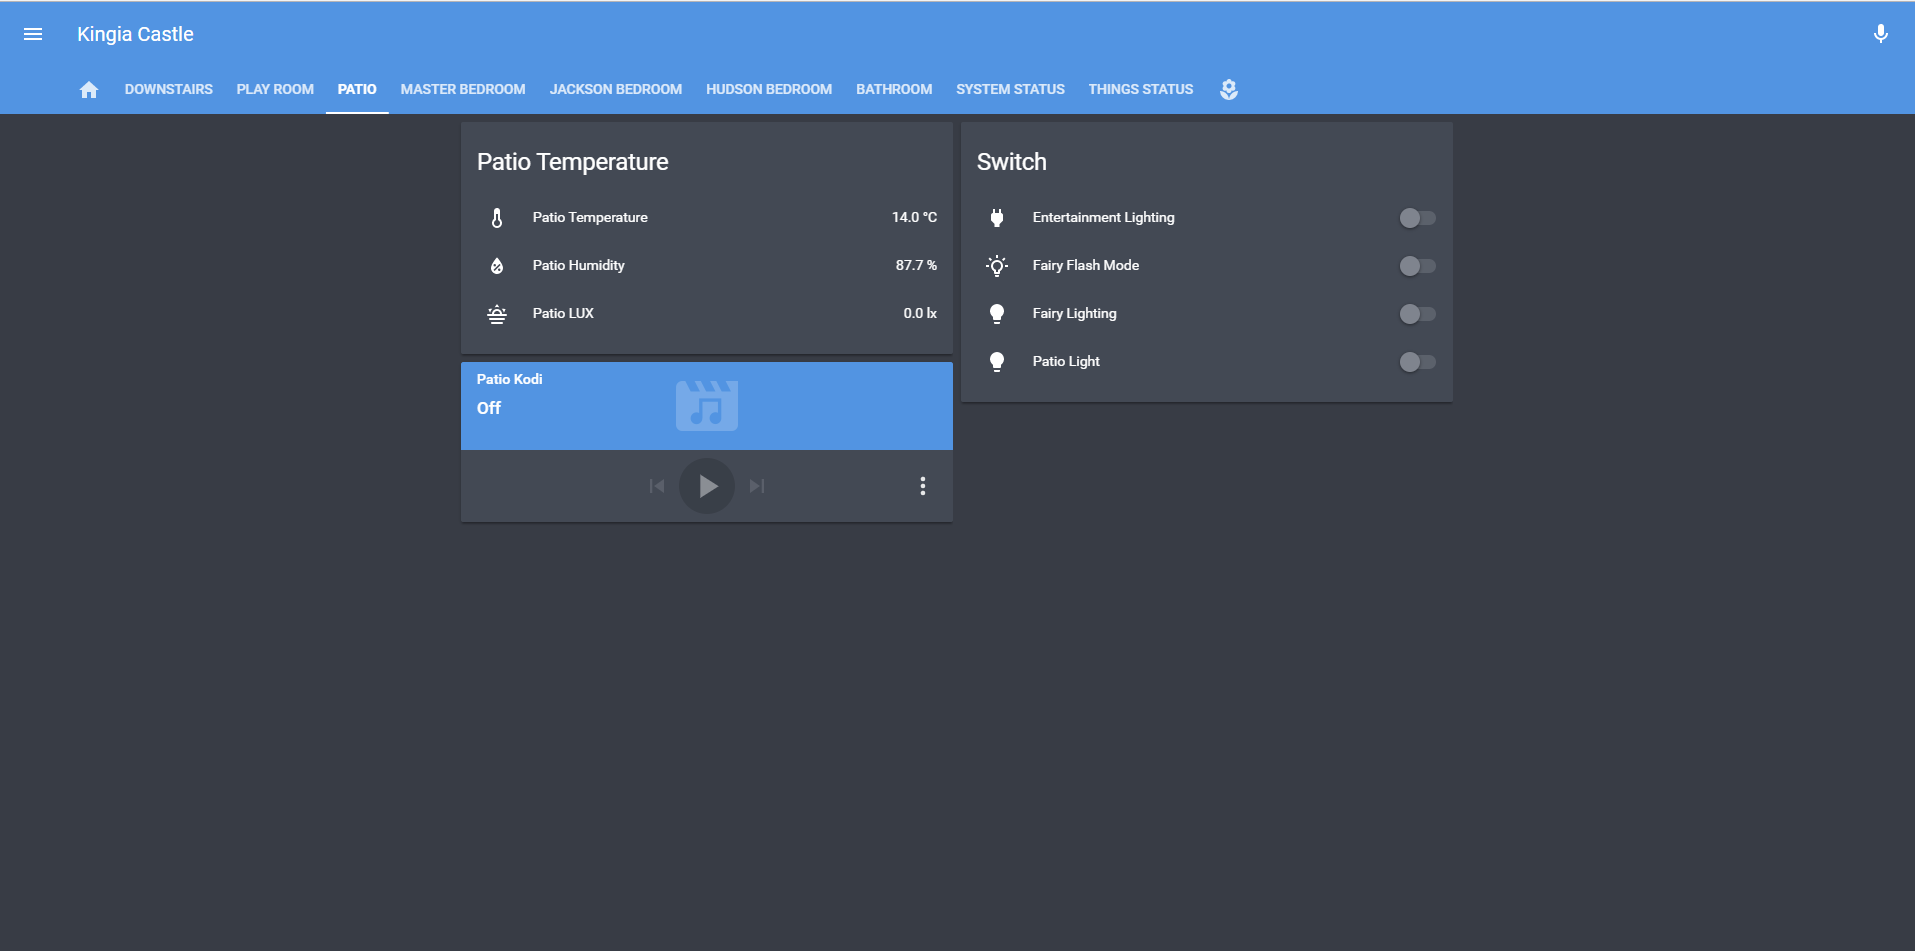 Kingia Castle
DOWNSTAIRS PLAY ROOM PATIO MASTER BEDROOM JACKSON BEDROOM HUDSON BEDROOM BATHROOM SYSTEM STATUS THINGS STATUS
Patio Temperature
Patio Temperature 14.0 °C
Patio Humidity 87.7 %
Patio LUX 0.0 lx
Patio Kodi
Off
Switch
Entertainment Lighting
Fairy Flash Mode
Fairy Lighting
Patio Light